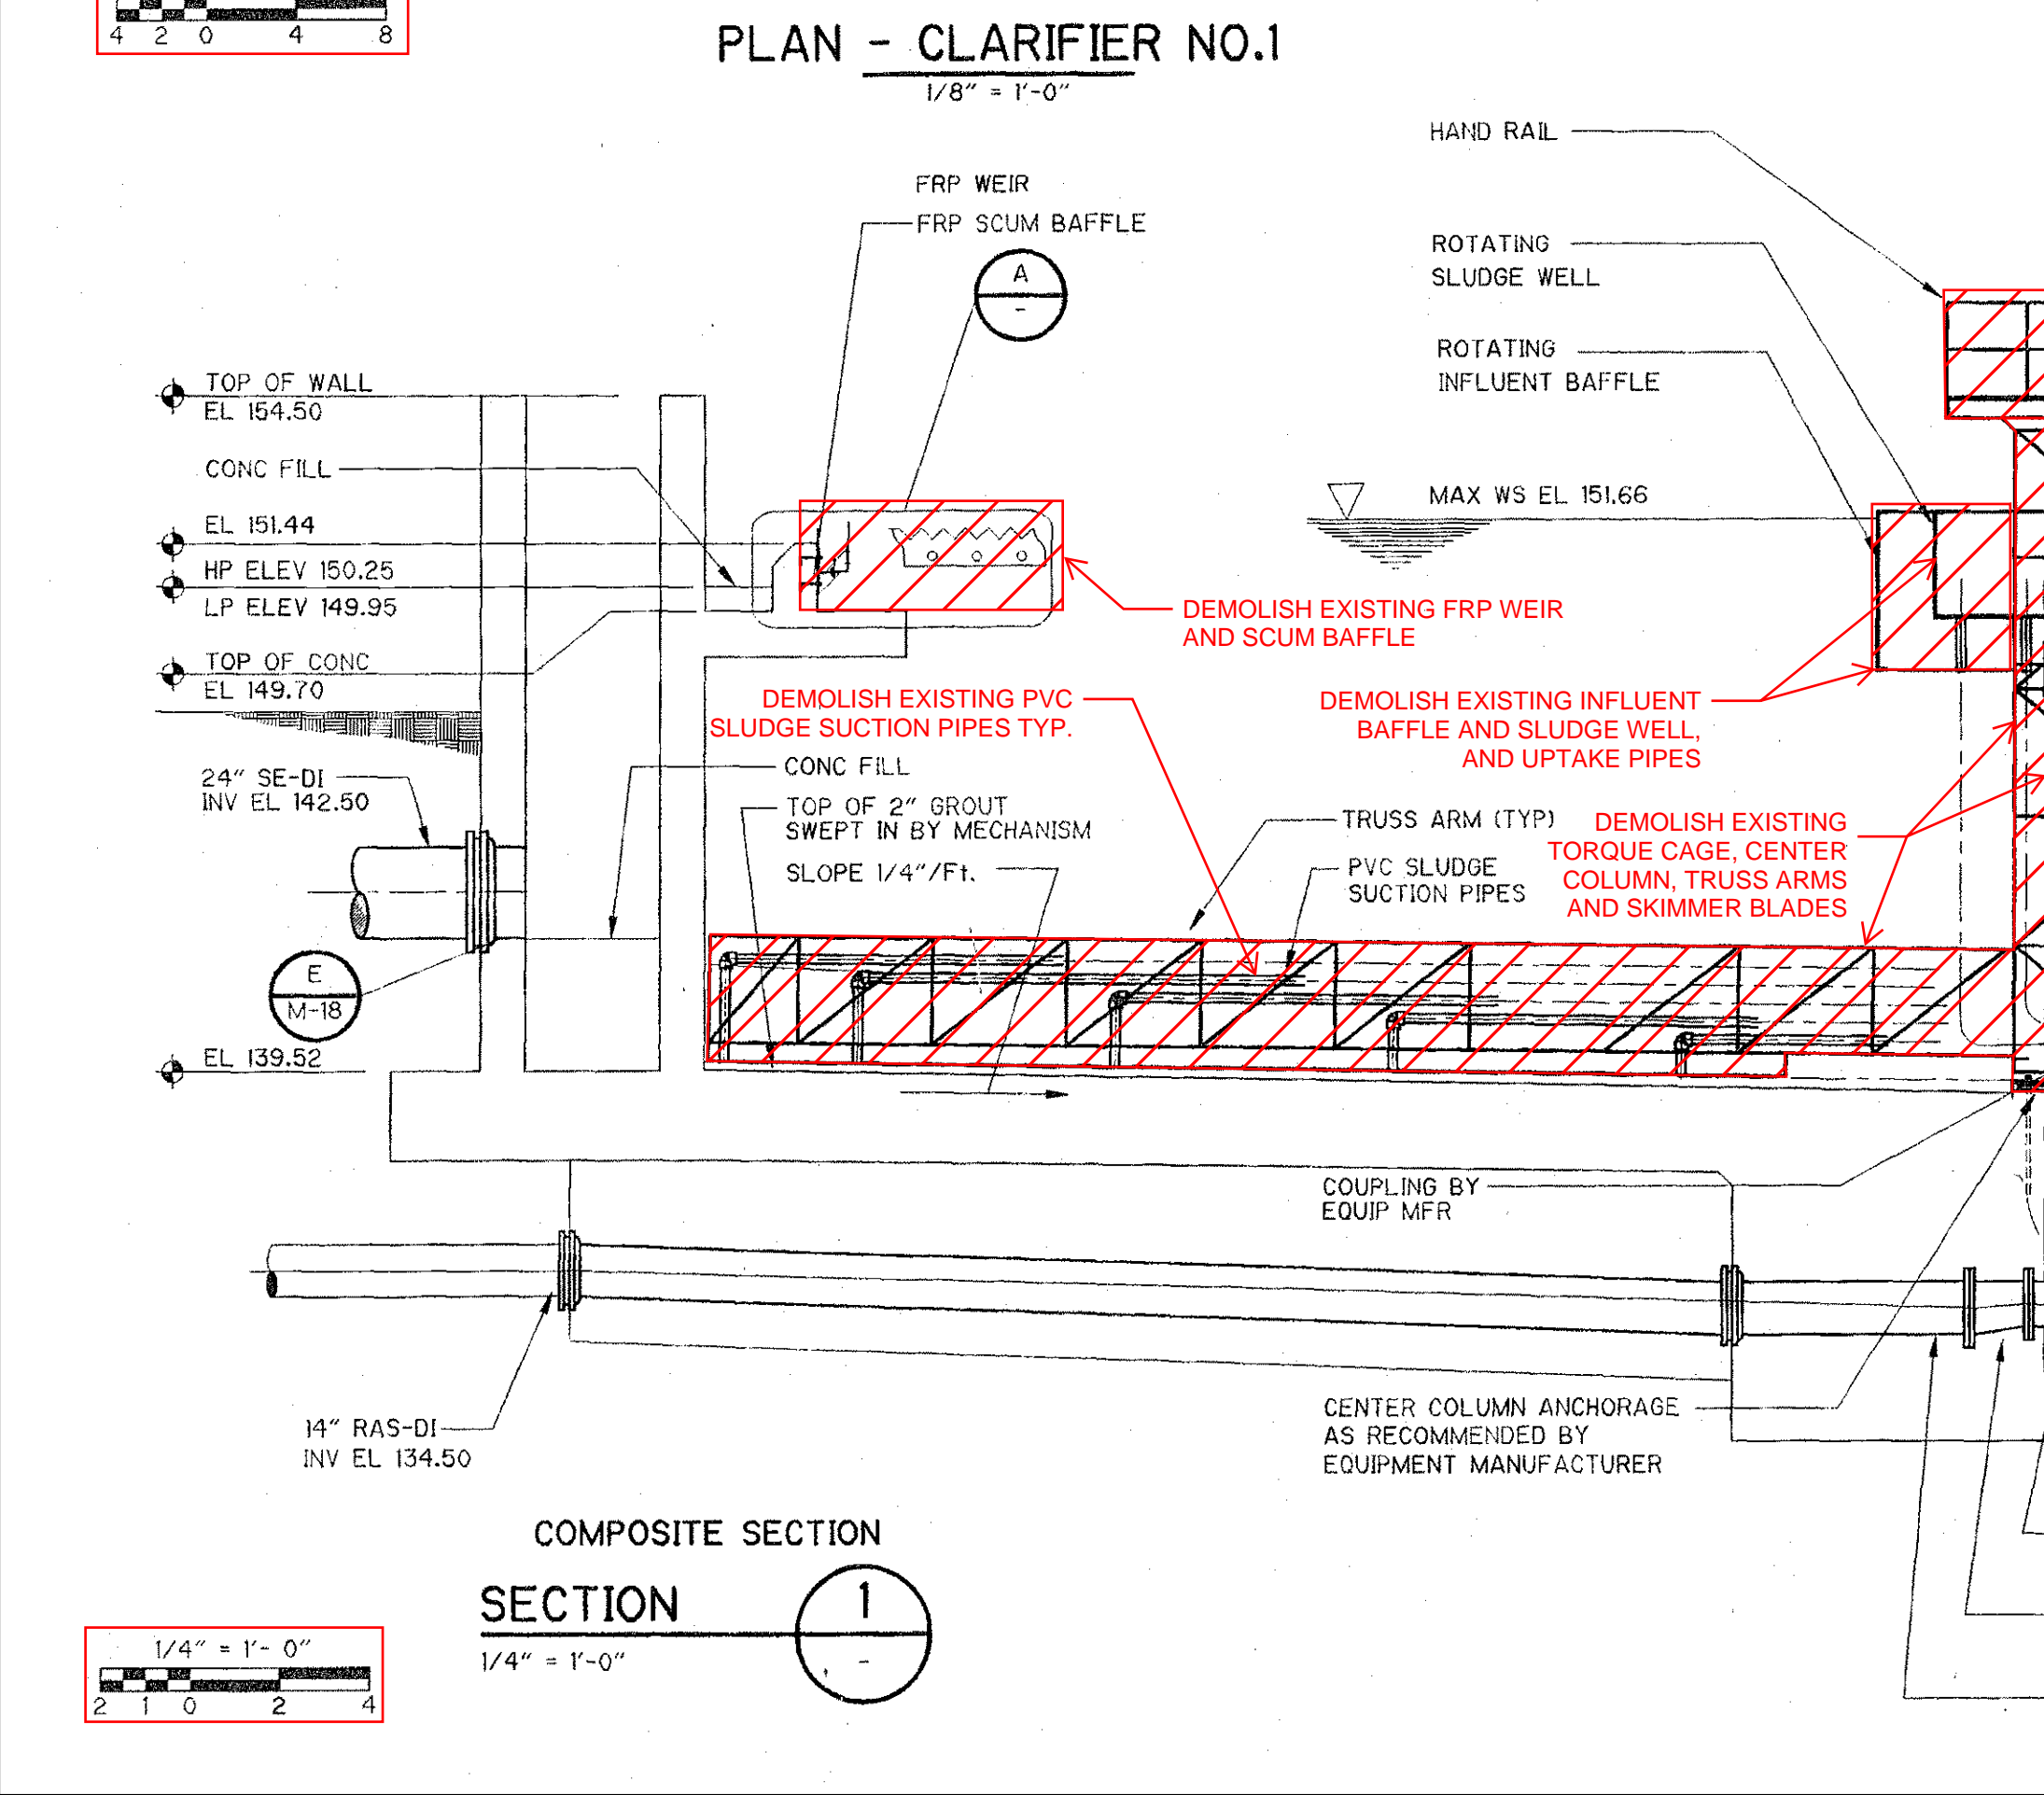 4 2 0 4 8
PLAN - CLARIFIER NO.1
1/8" = 1'-0"
HAND RAIL
FRP WEIR
FRP SCUM BAFFLE
A
-
ROTATING
SLUDGE WELL
ROTATING
INFLUENT BAFFLE
TOP OF WALL
EL 154.50
CONC FILL
MAX WS EL 151.66
EL 151.44
HP ELEV 150.25
LP ELEV 149.95
DEMOLISH EXISTING FRP WEIR
AND SCUM BAFFLE
TOP OF CONC
EL 149.70
DEMOLISH EXISTING PVC
SLUDGE SUCTION PIPES TYP.
DEMOLISH EXISTING INFLUENT
BAFFLE AND SLUDGE WELL,
AND UPTAKE PIPES
24" SE-DI
INV EL 142.50
CONC FILL
TOP OF 2" GROUT
SWEPT IN BY MECHANISM
SLOPE 1/4"/Ft.
TRUSS ARM (TYP)
PVC SLUDGE
SUCTION PIPES
DEMOLISH EXISTING
TORQUE CAGE, CENTER
COLUMN, TRUSS ARMS
AND SKIMMER BLADES
E
M-18
EL 139.52
COUPLING BY
EQUIP MFR
14" RAS-DI
INV EL 134.50
CENTER COLUMN ANCHORAGE
AS RECOMMENDED BY
EQUIPMENT MANUFACTURER
COMPOSITE SECTION
SECTION
1
-
1/4" = 1'-0"
1/4" = 1'- 0"
2 1 0 2 4